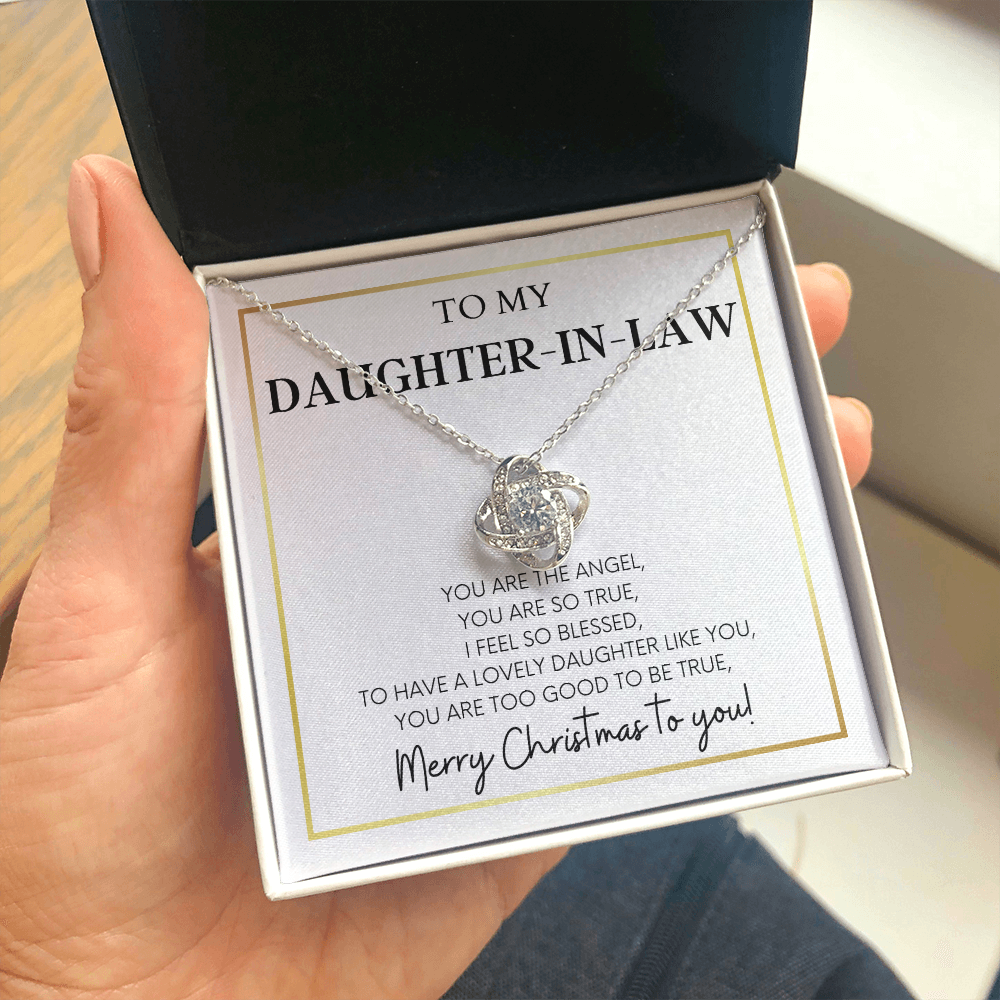 TO MY
DAUGHTER-IN-LAW
YOU ARE THE ANGEL,
YOU ARE SO TRUE,
I FEEL SO BLESSED,
TO HAVE A LOVELY DAUGHTER LIKE YOU,
YOU ARE TOO GOOD TO BE TRUE,
Merry Christmas to you!